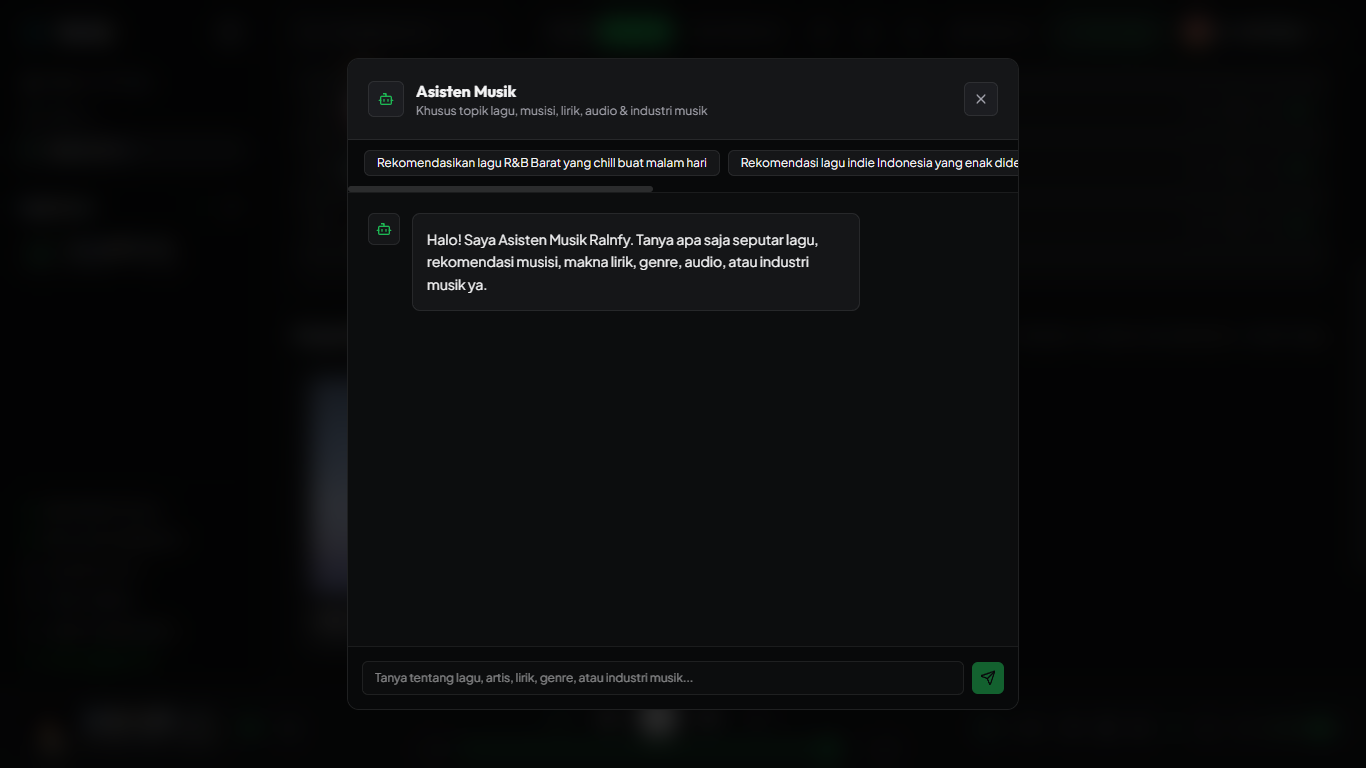 Asisten Musik
Khusus topik lagu, musisi, lirik, audio & industri musik
Rekomendasikan lagu R&B Barat yang chill buat malam hari
Rekomendasi lagu indie Indonesia yang enak dide
Halo! Saya Asisten Musik Ralnfy. Tanya apa saja seputar lagu,
rekomendasi musisi, makna lirik, genre, audio, atau industri
musik ya.
Tanya tentang lagu, artis, lirik, genre, atau industri musik...